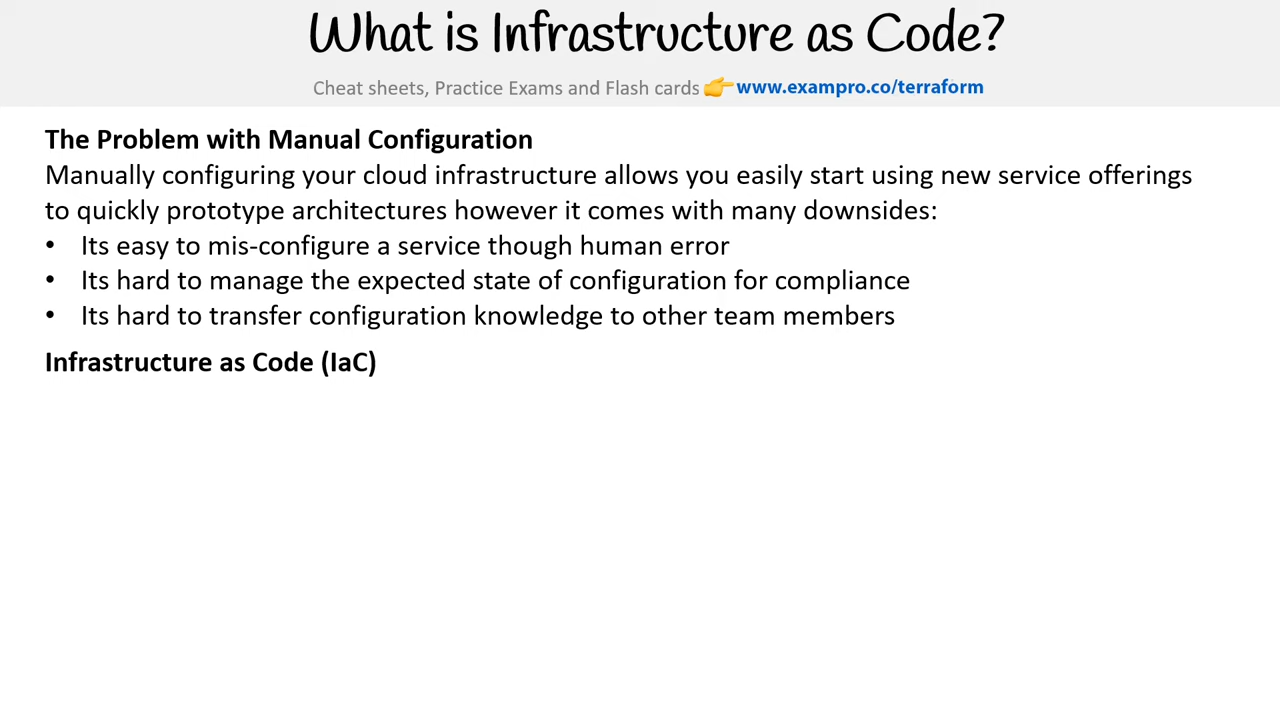 What is Infrastructure as Code?
Cheat sheets, Practice Exams and Flash cards 👉 www.exampro.co/terraform
The Problem with Manual Configuration
Manually configuring your cloud infrastructure allows you easily start using new service offerings
to quickly prototype architectures however it comes with many downsides:
• Its easy to mis-configure a service though human error
• Its hard to manage the expected state of configuration for compliance
• Its hard to transfer configuration knowledge to other team members
Infrastructure as Code (IaC)